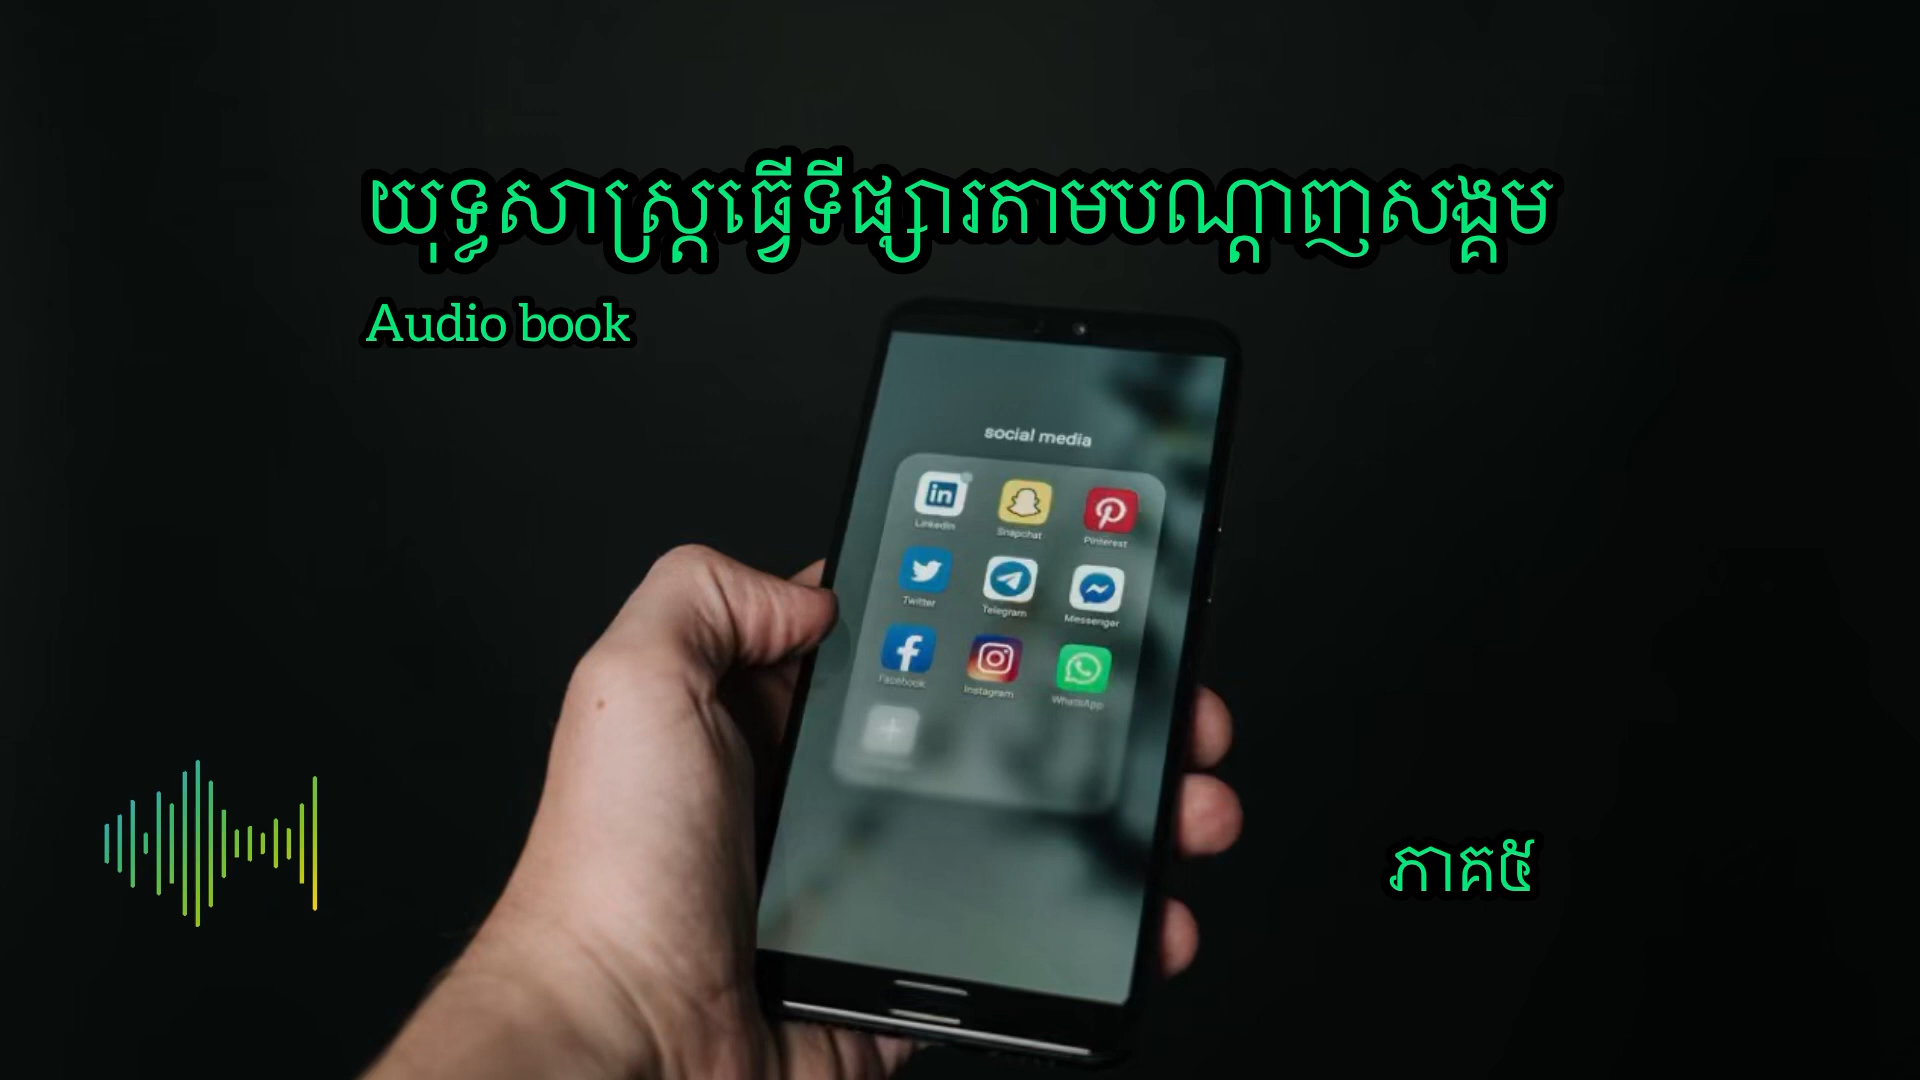 យុទ្ធសាស្ត្រធ្វើទីផ្សារតាមបណ្តាញសង្គម
Audio book
social media
LinkedIn Snapchat Pinterest
Twitter Telegram Messenger
Facebook Instagram WhatsApp
ភាគ៥